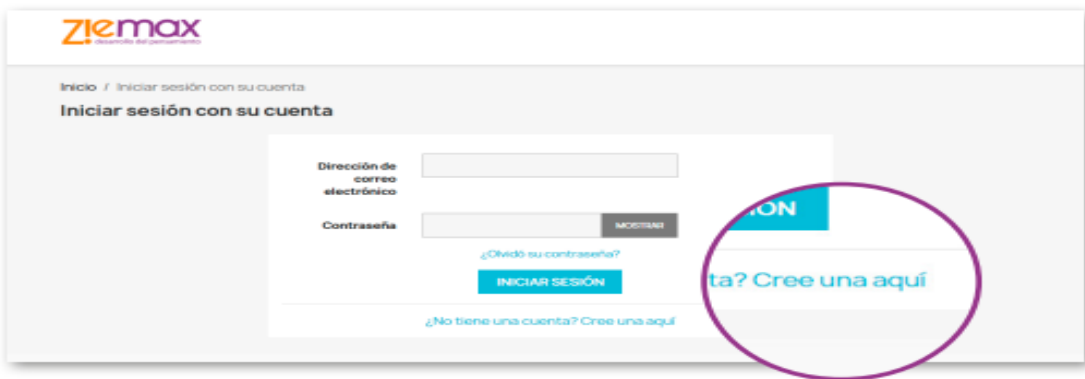 ziemax
desarrollo del pensamiento
Inicio / Iniciar sesión con su cuenta
Iniciar sesión con su cuenta
Dirección de
correo
electrónico
Contraseña
MOSTRAR
¿Olvidó su contraseña?
INICIAR SESIÓN
¿No tiene una cuenta? Cree una aquí
IÓN
ta? Cree una aquí